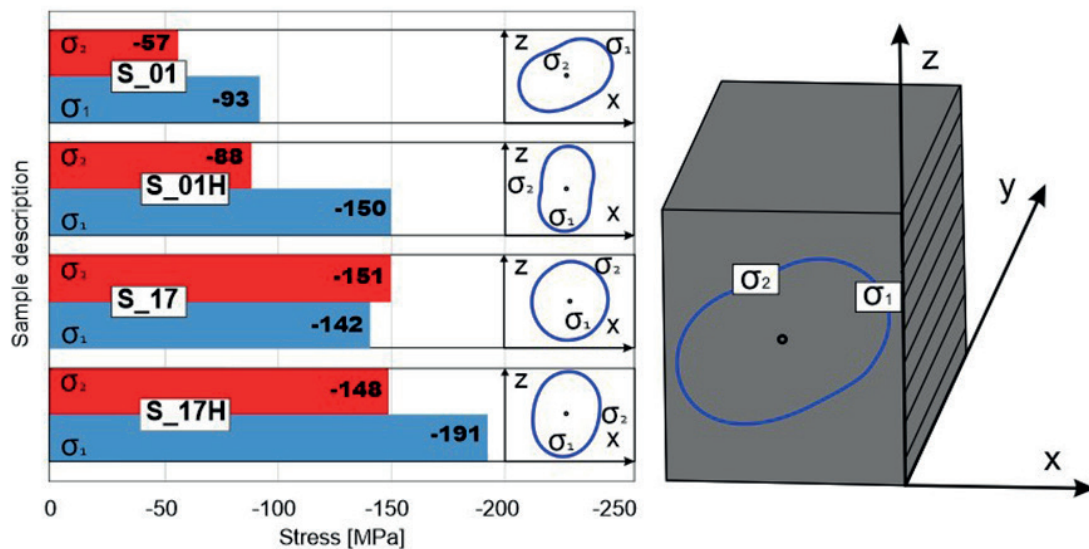 Sample description
σ₂ -57
S_01
σ₁ -93
z
σ₁
σ₂
x
σ₂ -88
S_01H
σ₁ -150
z
σ₂
σ₁
x
σ₂ -151
S_17
σ₁ -142
z
σ₂
σ₁
x
σ₂ -148
S_17H
σ₁ -191
z
σ₂
σ₁
x
0 -50 -100 -150 -200 -250
Stress [MPa]
z
y
σ₂
σ₁
x